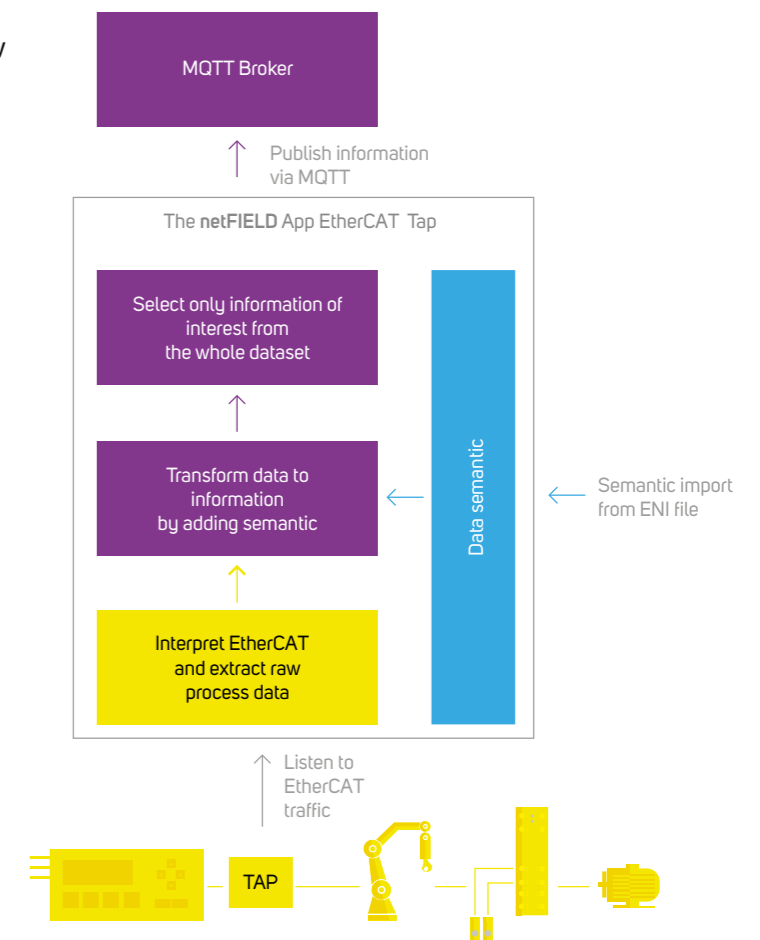 MQTT Broker
Publish information
via MQTT
The netFIELD App EtherCAT Tap
Select only information of
interest from
the whole dataset
Transform data to
information
by adding semantic
Data semantic
Semantic import
from ENI file
Interpret EtherCAT
and extract raw
process data
Listen to
EtherCAT
traffic
TAP